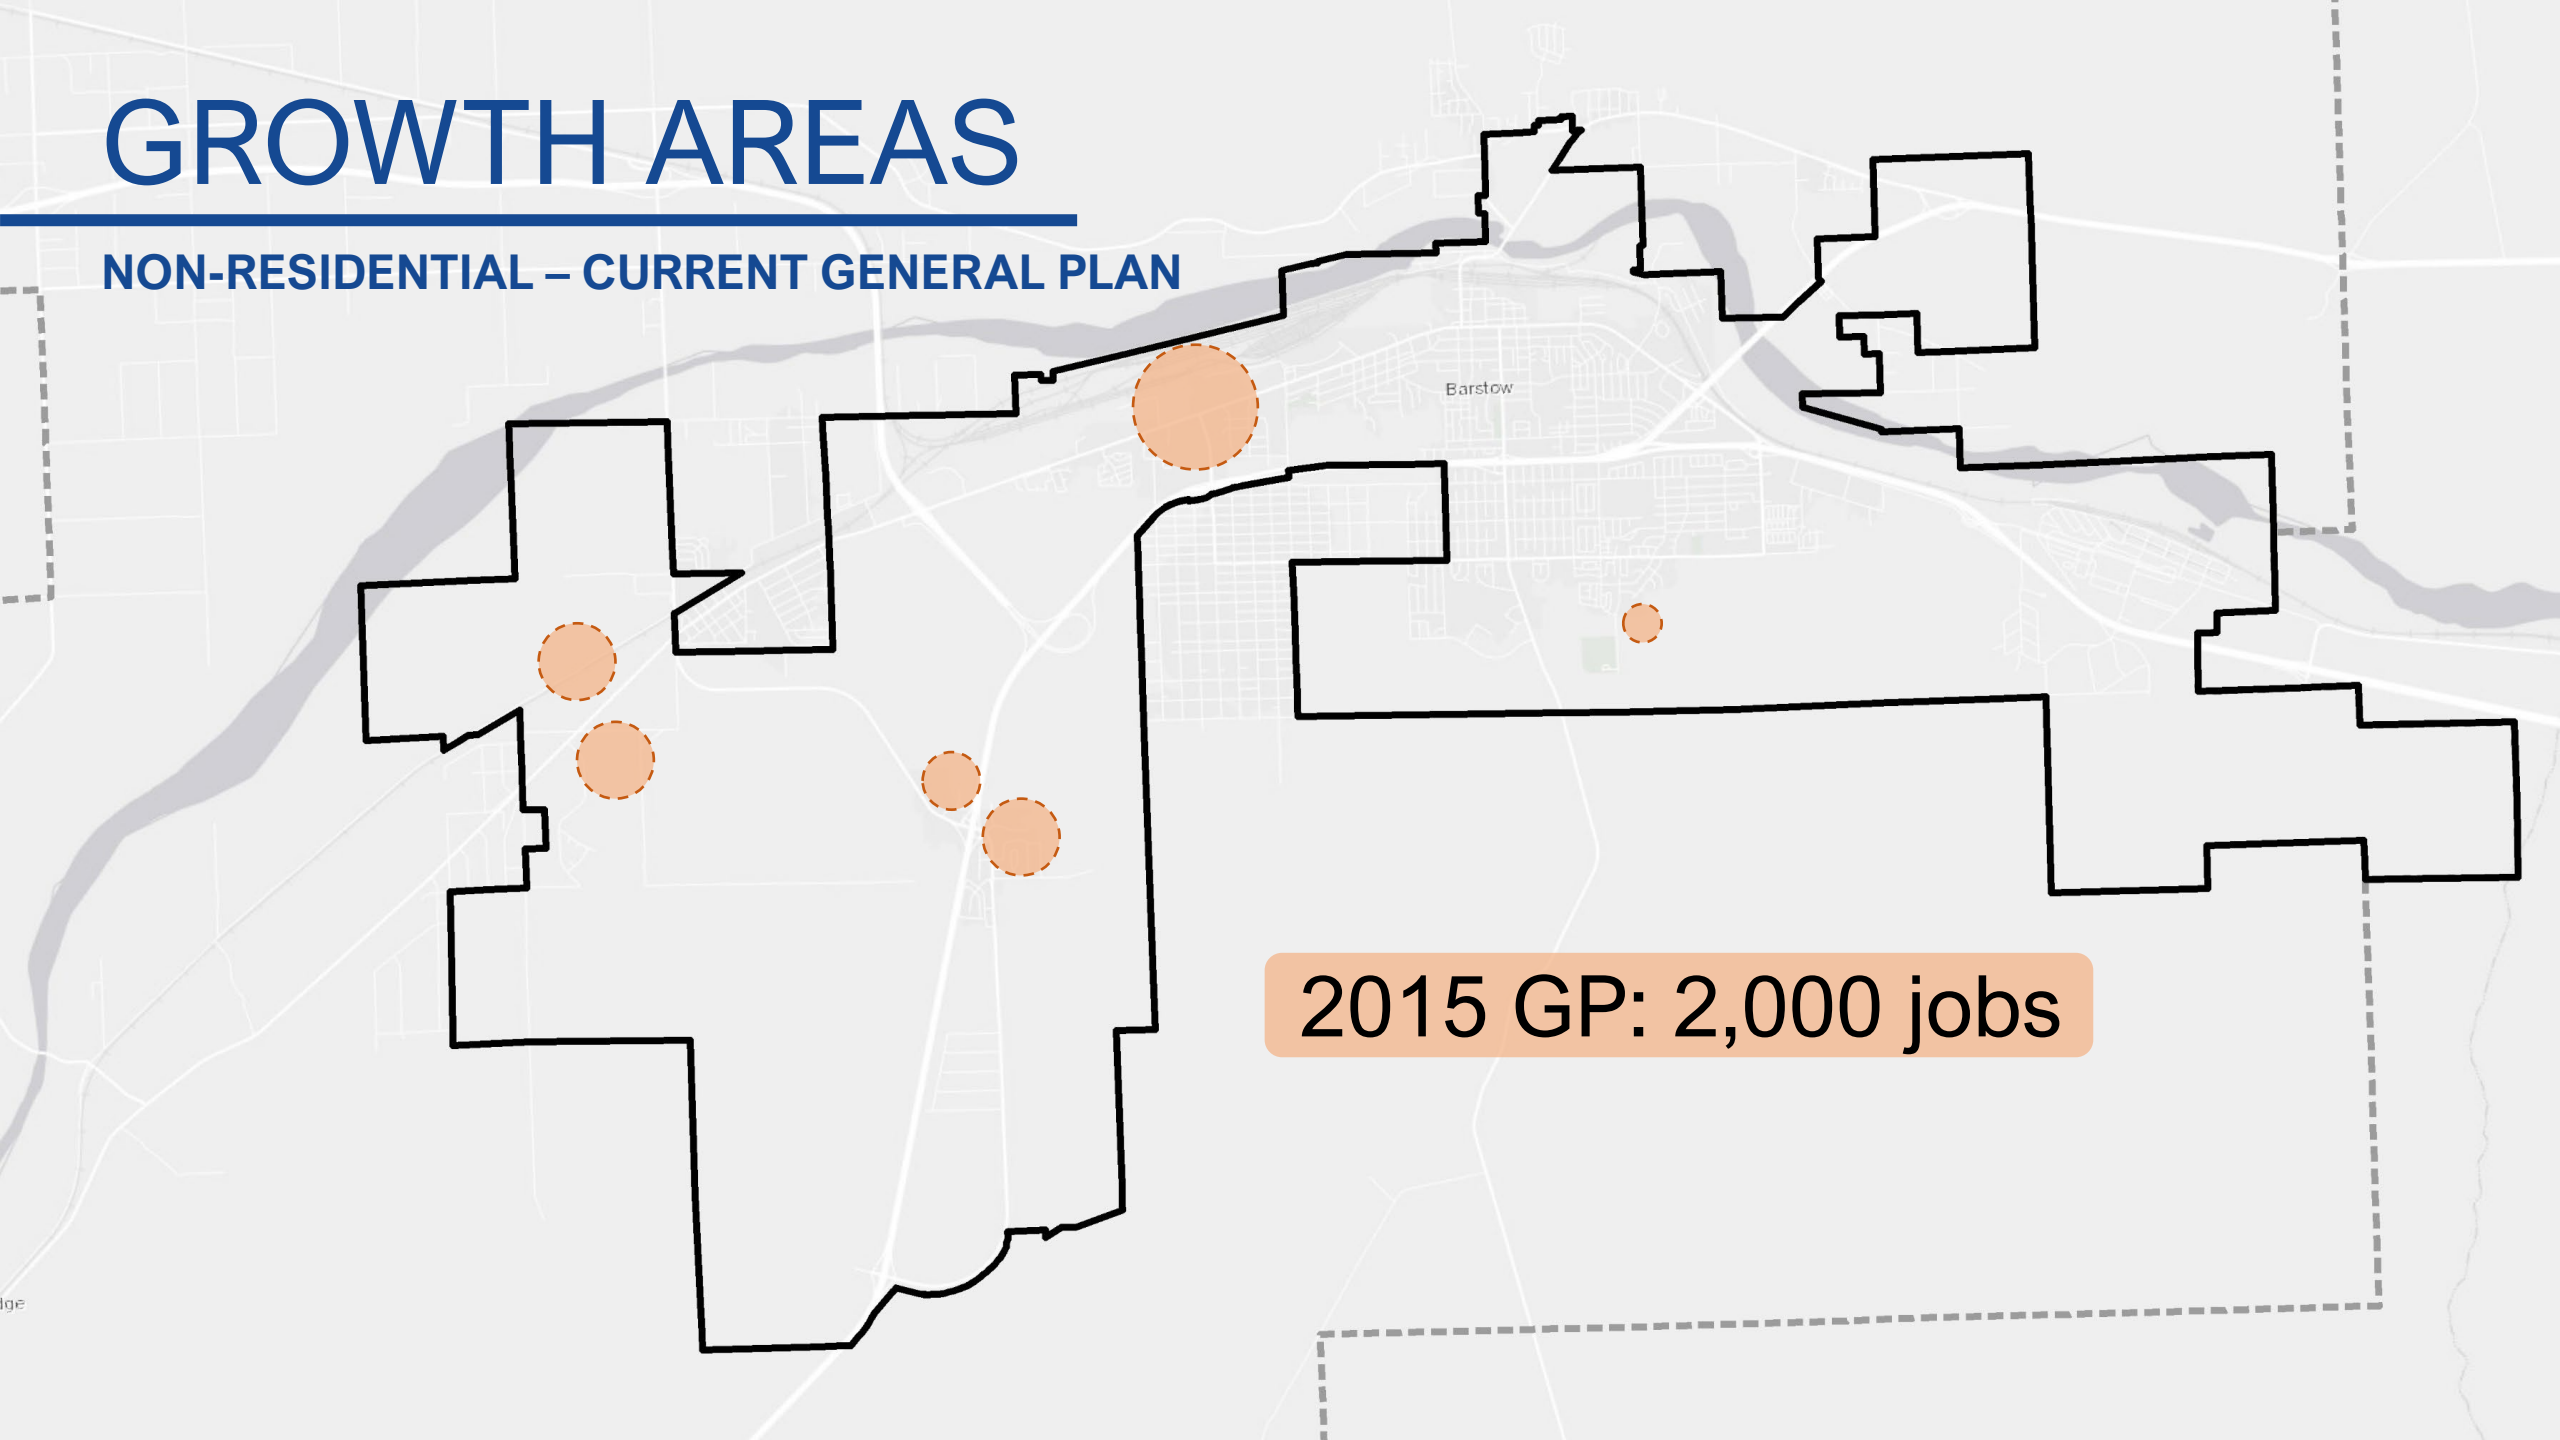 GROWTH AREAS
NON-RESIDENTIAL – CURRENT GENERAL PLAN
Barstow
2015 GP: 2,000 jobs